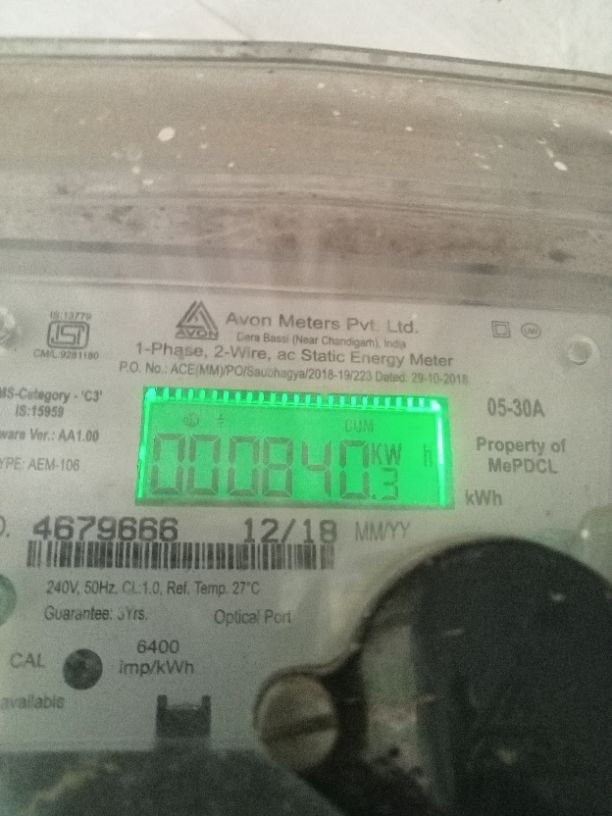 IS:13779
ISI
CM/L:9281180
AVON
Avon Meters Pvt. Ltd.
Dera Bassi (Near Chandigarh), India
1-Phase, 2-Wire, ac Static Energy Meter
P.O. No.: ACE(MM)/PO/Saubhagya/2018-19/223 Dated: 29-10-2018
MS-Category - 'C3'
IS:15959
ware Ver.: AA1.00
YPE: AEM-106
CUM
000840.3 KW h
05-30A
Property of
MePDCL
kWh
O. 4679666 12/18 MM/YY
240V, 50Hz, CL:1.0, Ref. Temp. 27°C
Guarantee: 5Yrs. Optical Port
CAL
6400
imp/kWh
available